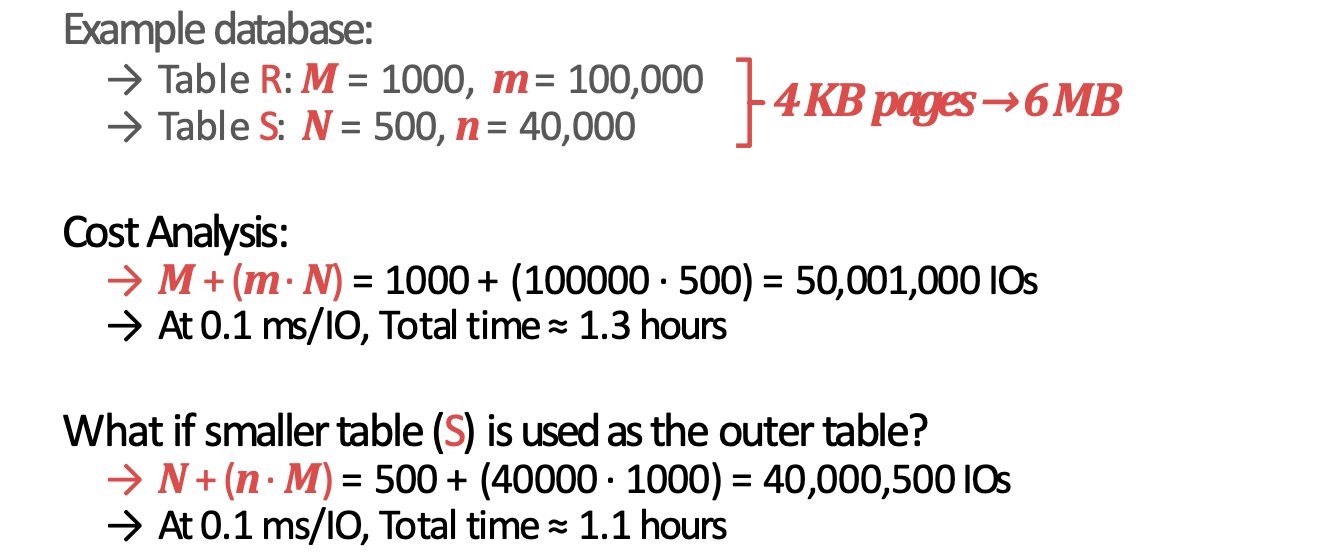 Example database:
→ Table R: M = 1000, m = 100,000
→ Table S: N = 500, n = 40,000
4 KB pages → 6 MB
Cost Analysis:
→ M + (m · N) = 1000 + (100000 · 500) = 50,001,000 IOs
→ At 0.1 ms/IO, Total time ≈ 1.3 hours
What if smaller table (S) is used as the outer table?
→ N + (n · M) = 500 + (40000 · 1000) = 40,000,500 IOs
→ At 0.1 ms/IO, Total time ≈ 1.1 hours